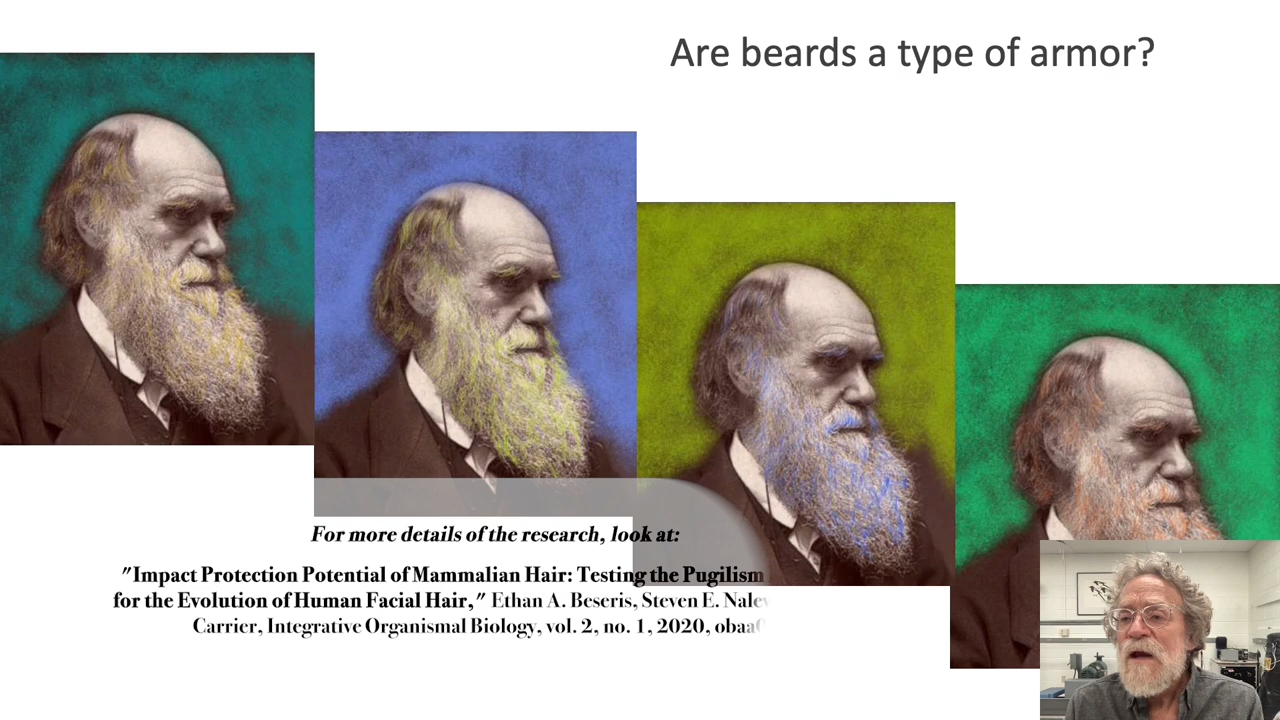 Are beards a type of armor?
For more details of the research, look at:
"Impact Protection Potential of Mammalian Hair: Testing the Pugilism
for the Evolution of Human Facial Hair," Ethan A. Beseris, Steven E.
Carrier, Integrative Organismal Biology, vol. 2, no. 1, 2020,